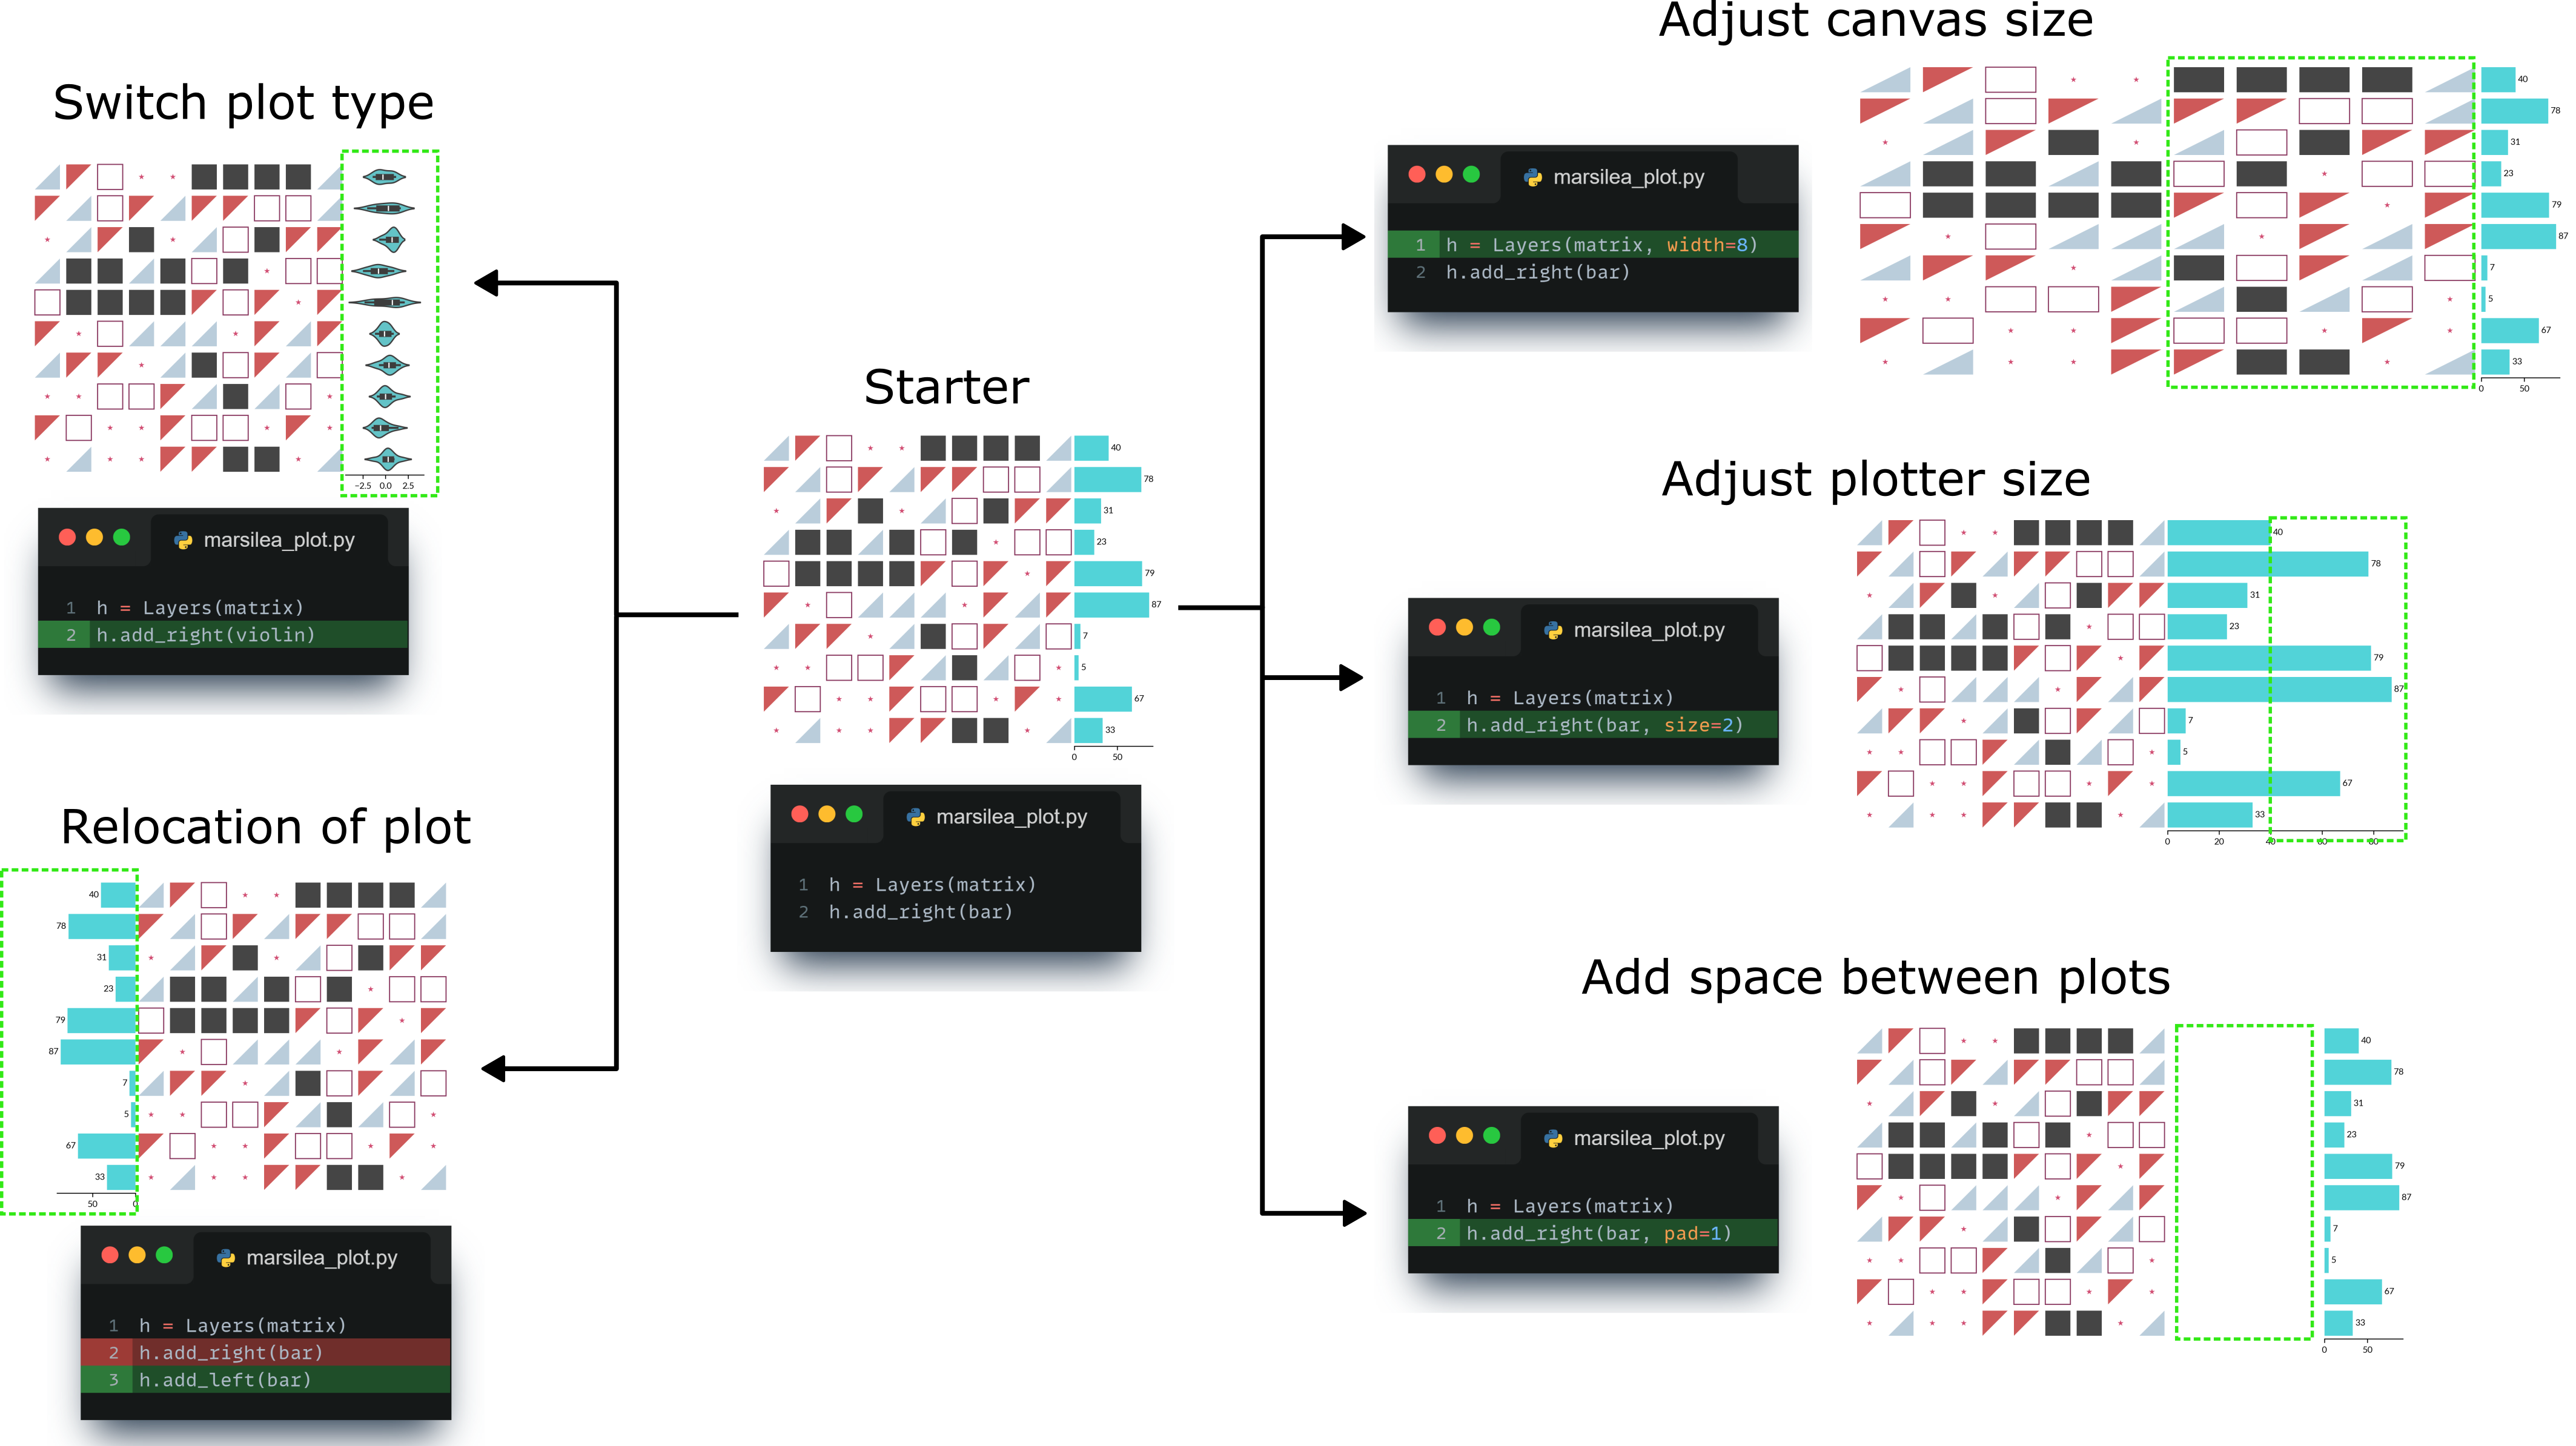 Switch plot type
−2.5 0.0 2.5
marsilea_plot.py
1 h = Layers(matrix)
2 h.add_right(violin)
Relocation of plot
40
78
31
23
79
87
7
5
67
33
50 0
marsilea_plot.py
1 h = Layers(matrix)
2 h.add_right(bar)
3 h.add_left(bar)
Starter
40
78
31
23
79
87
7
5
67
33
0 50
marsilea_plot.py
1 h = Layers(matrix)
2 h.add_right(bar)
Adjust canvas size
marsilea_plot.py
1 h = Layers(matrix, width=8)
2 h.add_right(bar)
40
78
31
23
79
87
7
5
67
33
0 50
Adjust plotter size
marsilea_plot.py
1 h = Layers(matrix)
2 h.add_right(bar, size=2)
40
78
31
23
79
87
7
5
67
33
0 20 40 60 80
Add space between plots
marsilea_plot.py
1 h = Layers(matrix)
2 h.add_right(bar, pad=1)
40
78
31
23
79
87
7
5
67
33
0 50